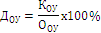 Д_ОУ = К_ОУ / О_ОУ х100%